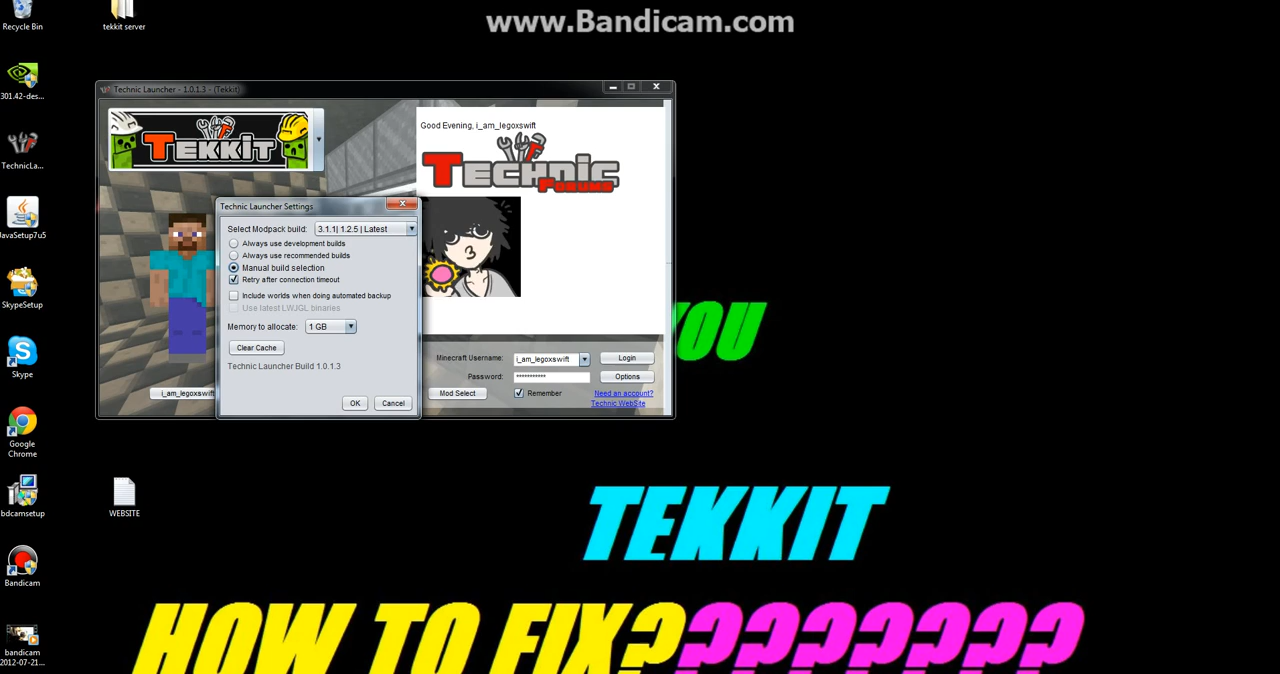 www.Bandicam.com
Recycle Bin
tekkit server
301.42-des...
TechnicLa...
JavaSetup7u5
SkypeSetup
Skype
Google
Chrome
bdcamsetup
Bandicam
bandicam
2012-07-21...
WEBSITE
Technic Launcher - 1.0.1.3 - (Tekkit)
TEKKIT
Good Evening, i_am_legoxswift
TECHNIC
FORUMS
Technic Launcher Settings
Select Modpack build:
3.1.1| 1.2.5 | Latest
Always use development builds
Always use recommended builds
Manual build selection
Retry after connection timeout
Include worlds when doing automated backup
Use latest LWJGL binaries
Memory to allocate:
1 GB
Clear Cache
Technic Launcher Build 1.0.1.3
OK
Cancel
i_am_legoxswift
Minecraft Username:
i_am_legoxswift
Login
Password:
***********
Options
Mod Select
Remember
Need an account?
Technic WebSite
YOU
TEKKIT
HOW TO FIX?????????